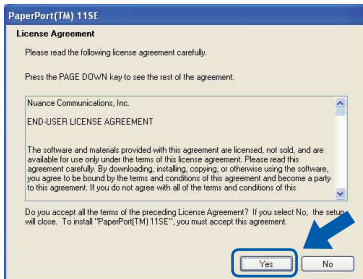 PaperPort(TM) 11SE
License Agreement
Please read the following license agreement carefully.
Press the PAGE DOWN key to see the rest of the agreement.
Nuance Communications, Inc.
END-USER LICENSE AGREEMENT
The software and materials provided with this agreement are licensed, not sold, and are
available for use only under the terms of this license agreement. Please read this
agreement carefully. By downloading, installing, copying, or otherwise using the software,
you agree to be bound by the terms and conditions of this agreement and become a party
to this agreement. If you do not agree with all of the terms and conditions of this
Do you accept all the terms of the preceding License Agreement? If you select No, the setup
will close. To install "PaperPort(TM) 11SE", you must accept this agreement.
Yes No